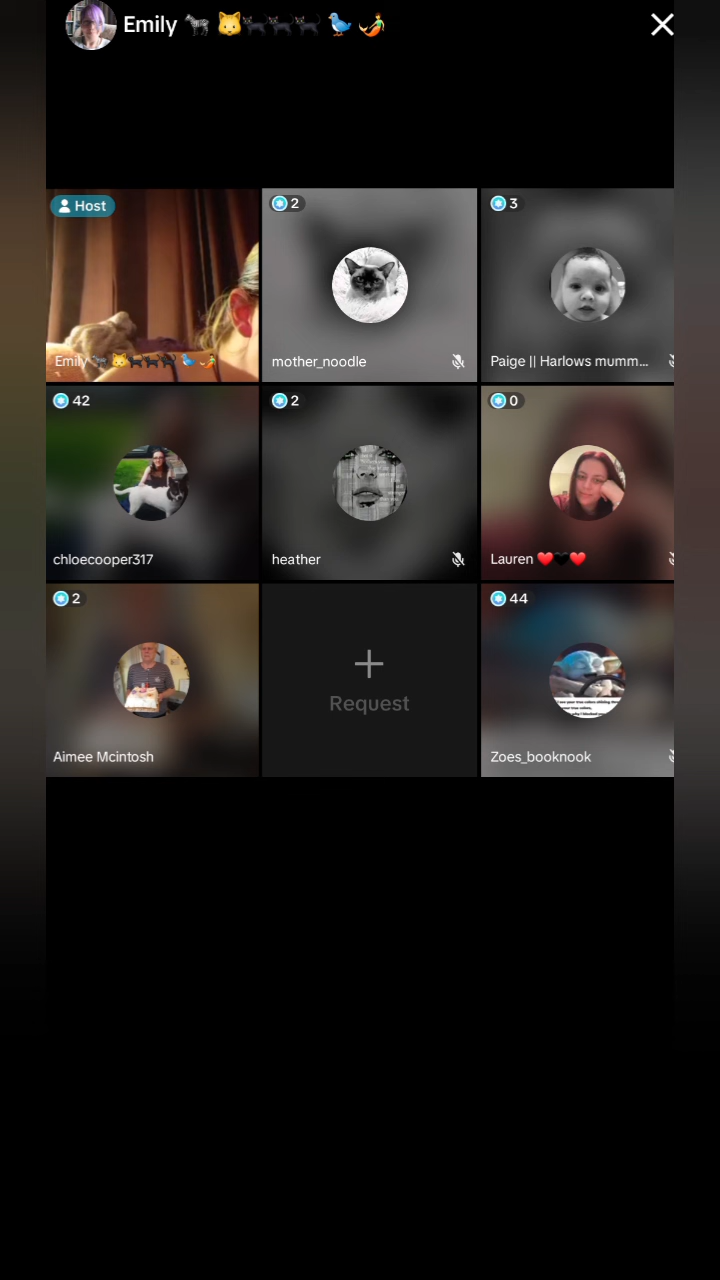 Emily 🦓 🐱🐈‍⬛🐈‍⬛🐈‍⬛ 🐦 🧜
Host
2
3
Emily 🦓 🐱🐈‍⬛🐈‍⬛🐈‍⬛ 🐦 🧜
mother_noodle
Paige || Harlows mumm...
42
2
0
chloecooper317
heather
Lauren ❤️🖤❤️
2
Request
44
Aimee Mcintosh
Zoes_booknook